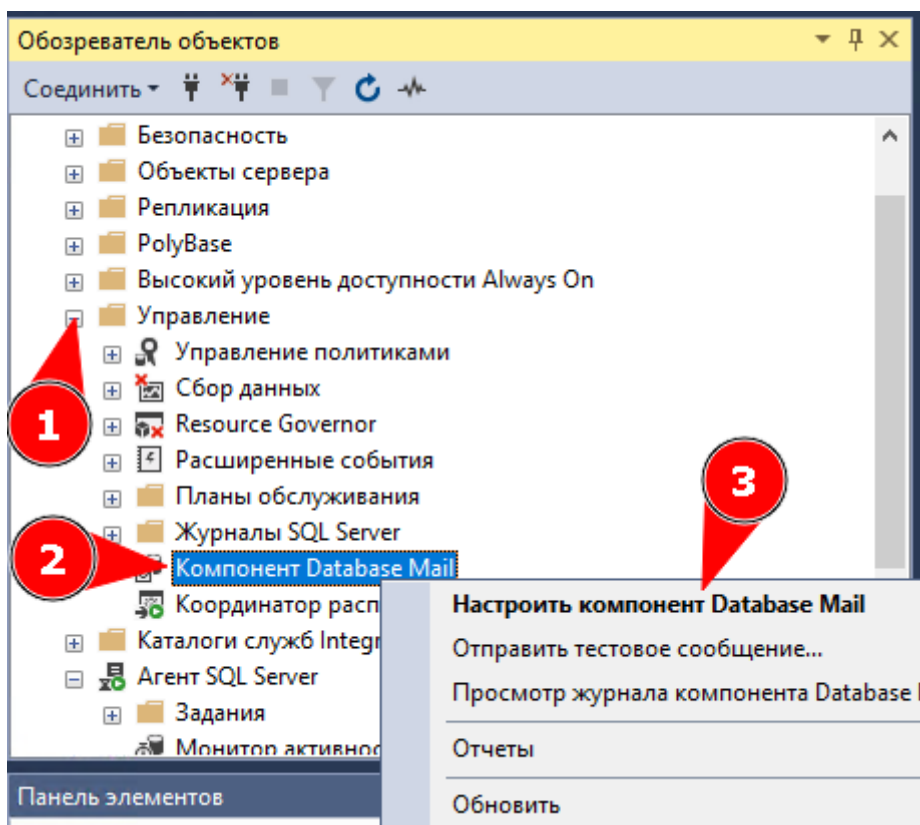 Обозреватель объектов
Соединить
Безопасность
Объекты сервера
Репликация
PolyBase
Высокий уровень доступности Always On
Управление
Управление политиками
1
Сбор данных
Resource Governor
Расширенные события
3
Планы обслуживания
Журналы SQL Server
2
Компонент Database Mail
Координатор расп
Настроить компонент Database Mail
Каталоги служб Integr
Отправить тестовое сообщение...
Агент SQL Server
Просмотр журнала компонента Database
Задания
Монитор активнос
Отчеты
Панель элементов
Обновить